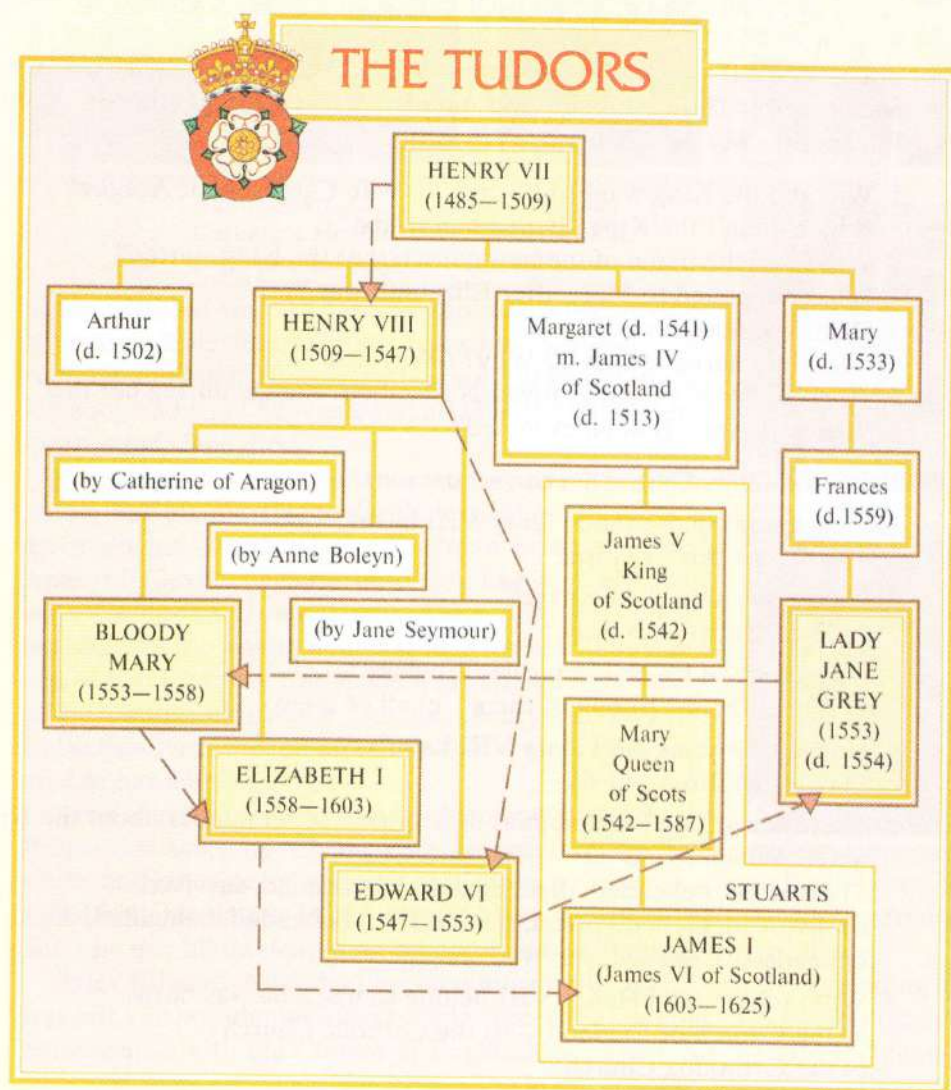 THE TUDORS
HENRY VII
(1485—1509)
Arthur
(d. 1502)
HENRY VIII
(1509—1547)
Margaret (d. 1541)
m. James IV
of Scotland
(d. 1513)
Mary
(d. 1533)
(by Catherine of Aragon)
(by Anne Boleyn)
(by Jane Seymour)
Frances
(d.1559)
James V
King
of Scotland
(d. 1542)
BLOODY
MARY
(1553—1558)
LADY
JANE
GREY
(1553)
(d. 1554)
ELIZABETH I
(1558—1603)
Mary
Queen
of Scots
(1542—1587)
EDWARD VI
(1547—1553)
STUARTS
JAMES I
(James VI of Scotland)
(1603—1625)